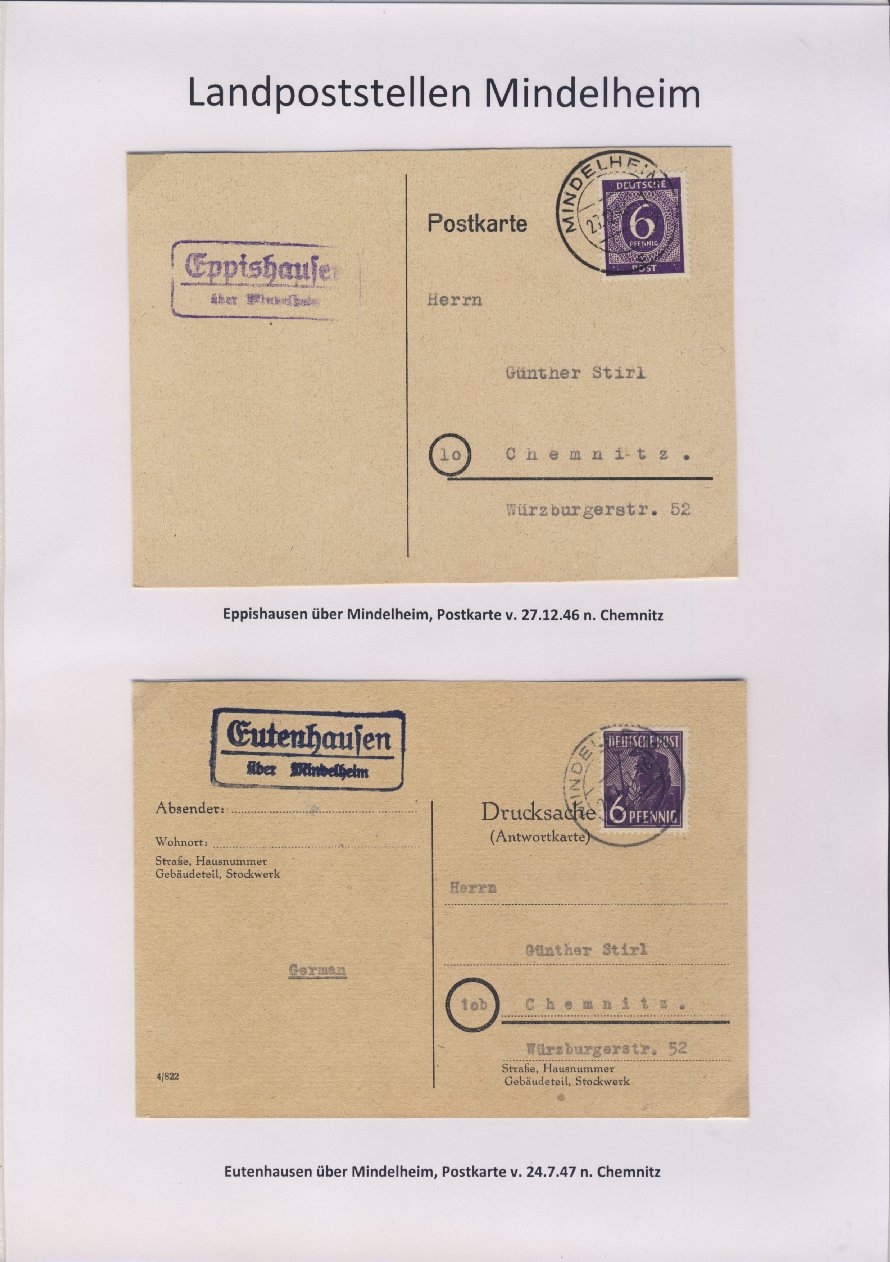 Landpoststellen Mindelheim
MINDELHEIM
DEUTSCHE
6
PFENNIG
POST
Postkarte
Eppishausen
über Mindelheim
Herrn
Günther Stirl
10 Chemnitz.
Würzburgerstr. 52
Eppishausen über Mindelheim, Postkarte v. 27.12.46 n. Chemnitz
Eutenhausen
über Mindelheim
DEUTSCHE POST
6 PFENNIG
Absender:
Wohnort:
Straße, Hausnummer
Gebäudeteil, Stockwerk
German
4/822
Drucksache
(Antwortkarte)
Herrn
Günther Stirl
10b Chemnitz.
Würzburgerstr. 52
Straße, Hausnummer
Gebäudeteil, Stockwerk
Eutenhausen über Mindelheim, Postkarte v. 24.7.47 n. Chemnitz